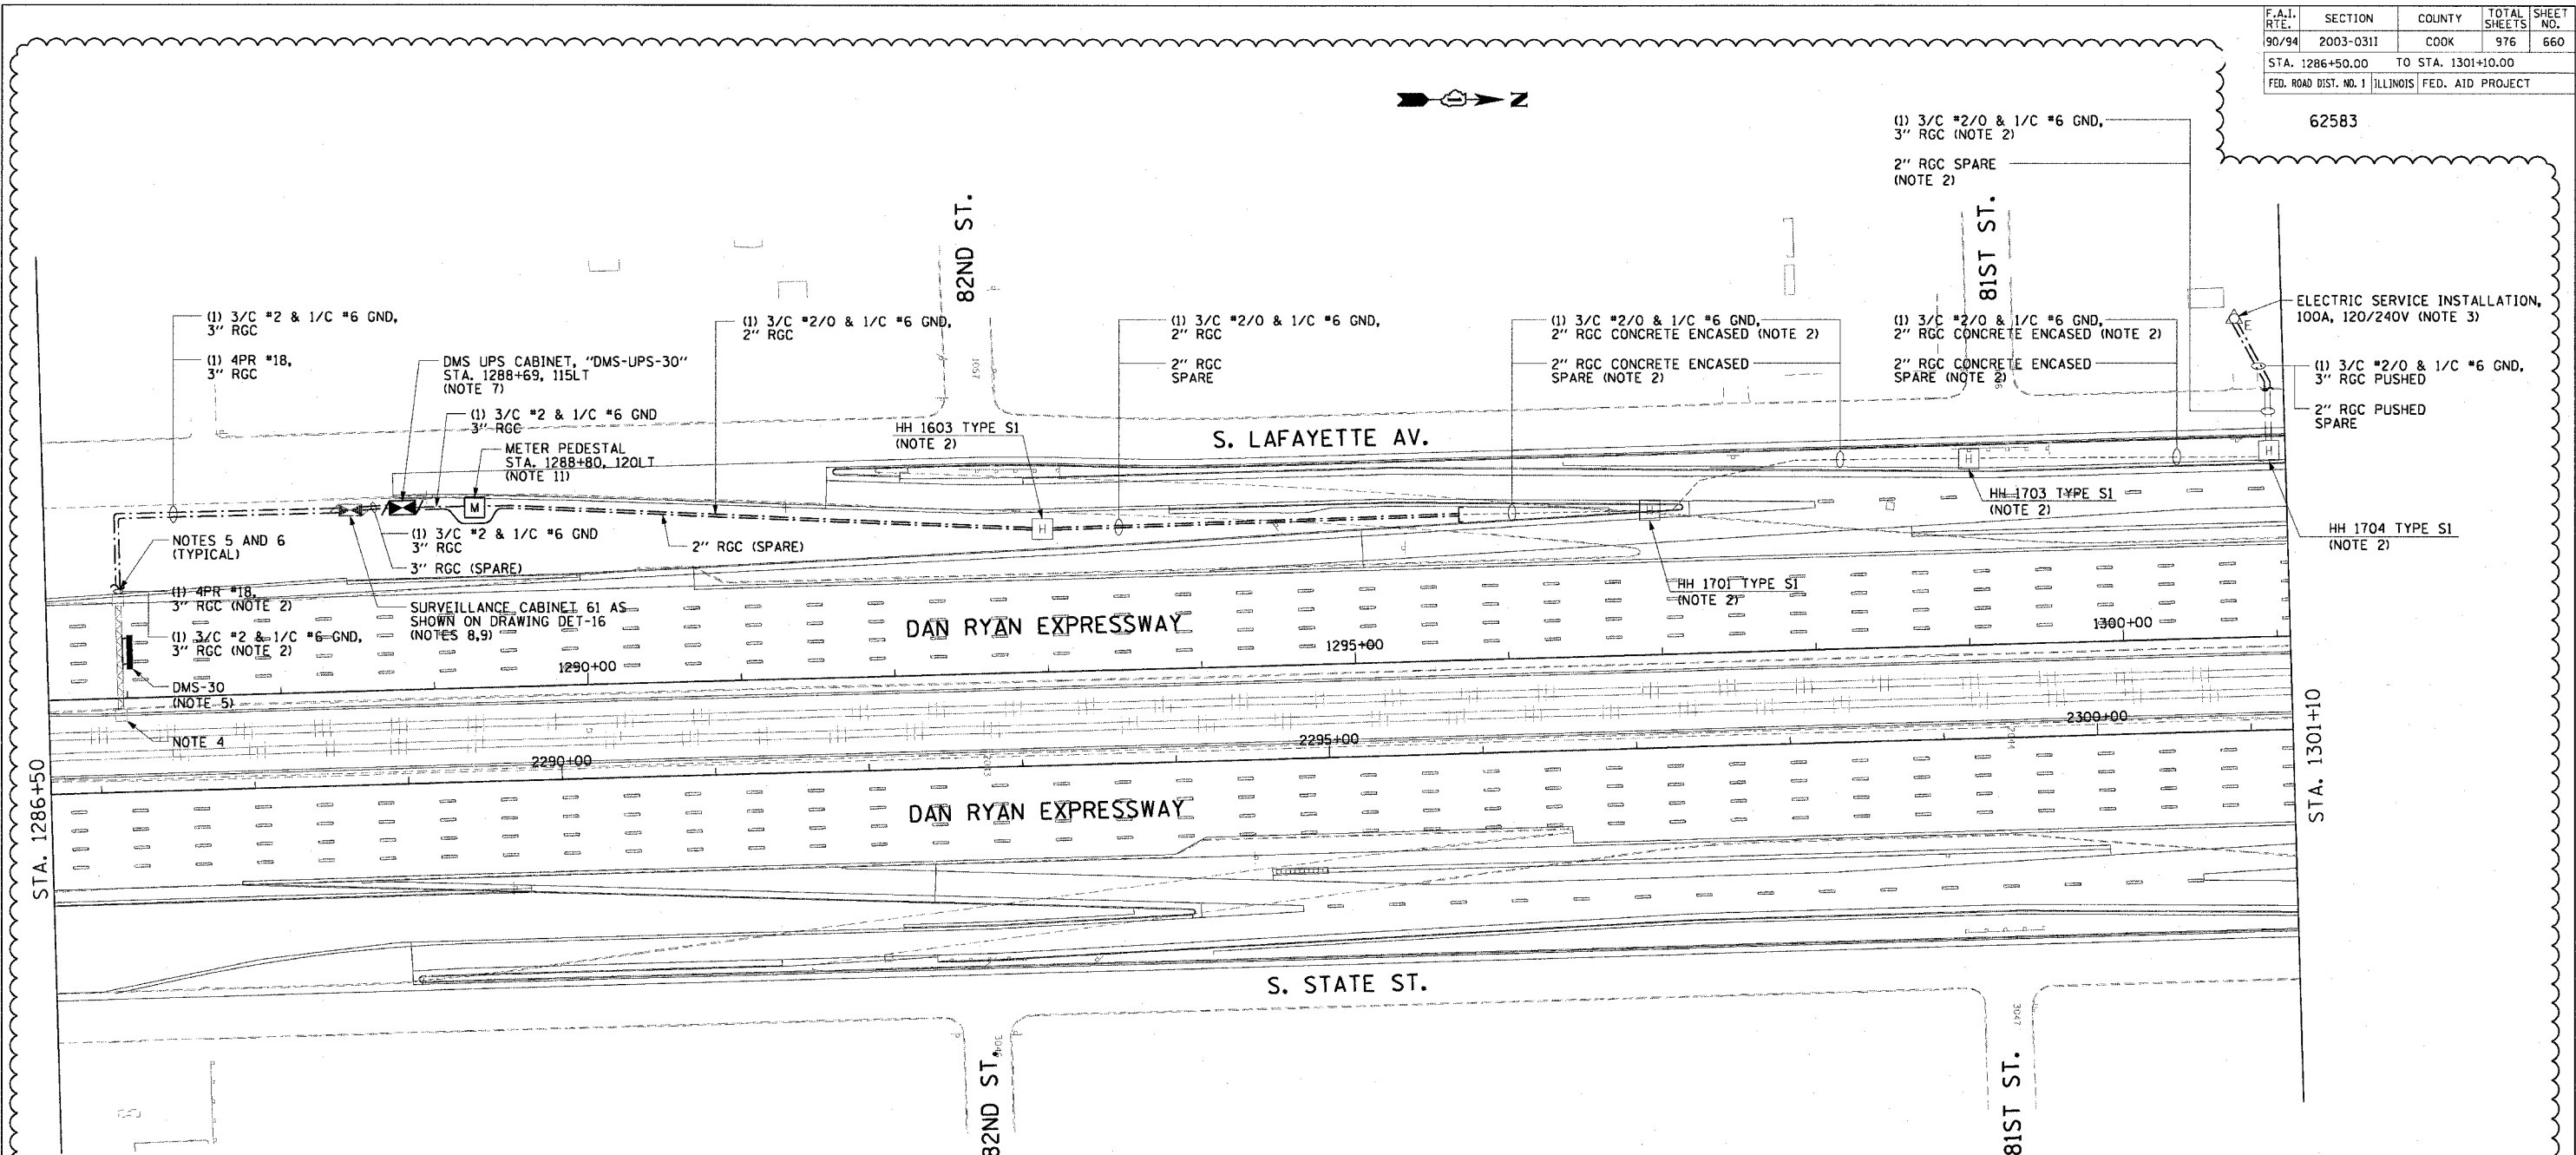 F.A.I. RTE. SECTION COUNTY TOTAL SHEETS SHEET NO.
90/94 2003-031I COOK 976 660
STA. 1286+50.00 TO STA. 1301+10.00
FED. ROAD DIST. NO. 1 ILLINOIS FED. AID PROJECT
62583
N
(1) 3/C #2/0 & 1/C #6 GND,
3" RGC (NOTE 2)
2" RGC SPARE
(NOTE 2)
82ND ST.
81ST ST.
ELECTRIC SERVICE INSTALLATION,
100A, 120/240V (NOTE 3)
E
(1) 3/C #2/0 & 1/C #6 GND,
3" RGC PUSHED
2" RGC PUSHED
SPARE
(1) 3/C #2 & 1/C #6 GND,
3" RGC
(1) 4PR #18,
3" RGC
DMS UPS CABINET, "DMS-UPS-30"
STA. 1288+69, 115LT
(NOTE 7)
(1) 3/C #2 & 1/C #6 GND
3" RGC
METER PEDESTAL
STA. 1288+80, 120LT
(NOTE 11)
M
(1) 3/C #2/0 & 1/C #6 GND,
2" RGC
1057
HH 1603 TYPE S1
(NOTE 2)
H
(1) 3/C #2/0 & 1/C #6 GND,
2" RGC
2" RGC
SPARE
(1) 3/C #2/0 & 1/C #6 GND,
2" RGC CONCRETE ENCASED (NOTE 2)
2" RGC CONCRETE ENCASED
SPARE (NOTE 2)
(1) 3/C #2/0 & 1/C #6 GND,
2" RGC CONCRETE ENCASED (NOTE 2)
2" RGC CONCRETE ENCASED
SPARE (NOTE 2)
S. LAFAYETTE AV.
H
H
H
HH 1703 TYPE S1
(NOTE 2)
HH 1704 TYPE S1
(NOTE 2)
HH 1701 TYPE S1
(NOTE 2)
NOTES 5 AND 6
(TYPICAL)
(1) 3/C #2 & 1/C #6 GND
3" RGC
3" RGC (SPARE)
2" RGC (SPARE)
(1) 4PR #18,
3" RGC (NOTE 2)
(1) 3/C #2 & 1/C #6 GND,
3" RGC (NOTE 2)
SURVEILLANCE CABINET 61 AS
SHOWN ON DRAWING DET-16
(NOTES 8,9)
DMS-30
(NOTE 5)
NOTE 4
DAN RYAN EXPRESSWAY
1290+00
1295+00
1300+00
2290+00
2295+00
2300+00
DAN RYAN EXPRESSWAY
STA. 1286+50
STA. 1301+10
S. STATE ST.
3046
3047
82ND ST.
81ST ST.